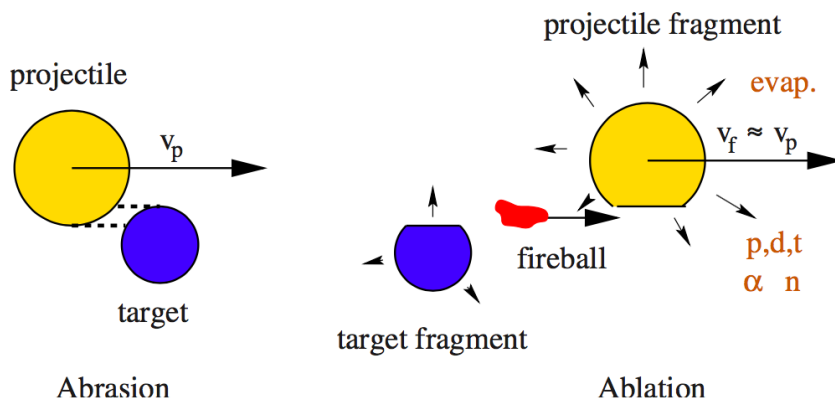 projectile
v_p
target
Abrasion
projectile fragment
evap.
v_f ≈ v_p
fireball
p,d,t
α n
target fragment
Ablation